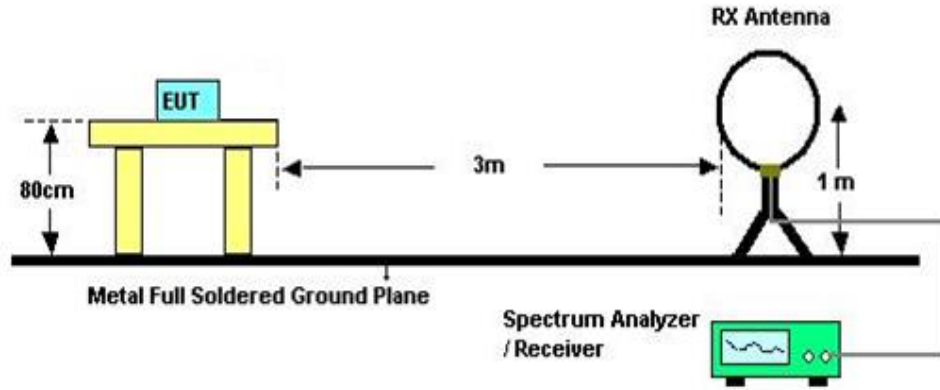 RX Antenna
EUT
3m
80cm
1 m
Metal Full Soldered Ground Plane
Spectrum Analyzer
/ Receiver